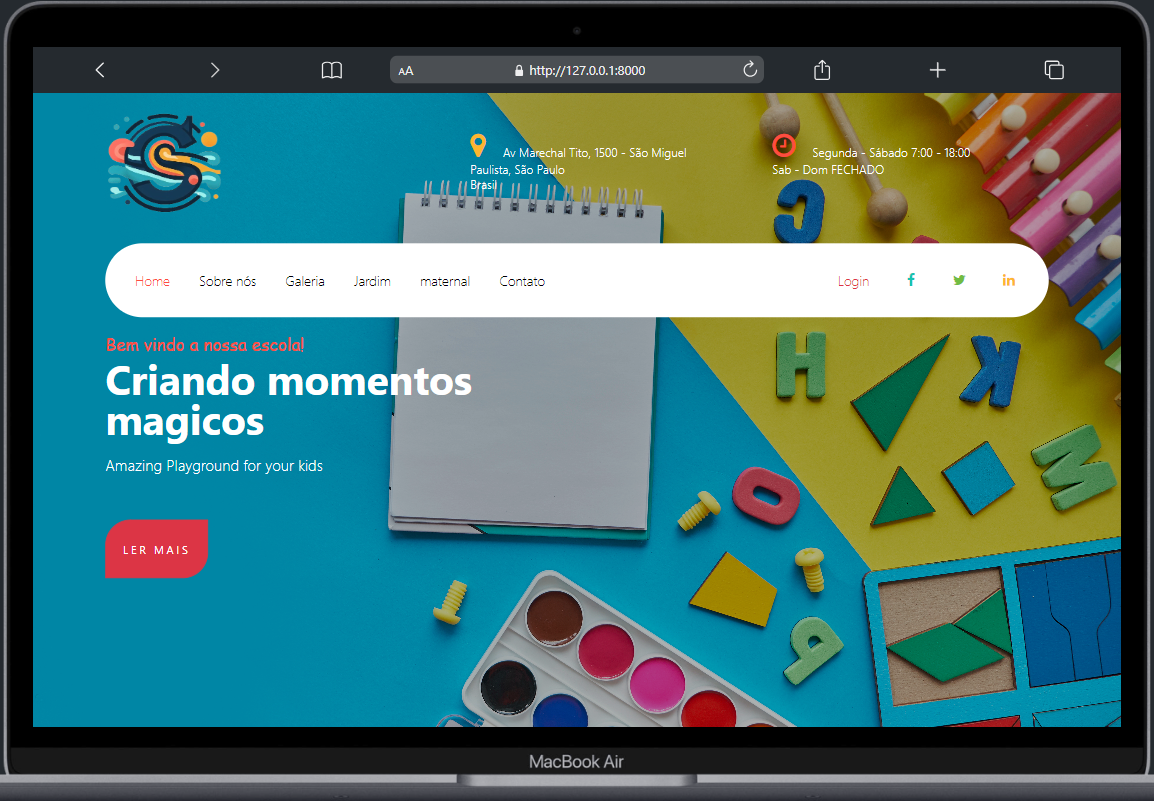 AA http://127.0.0.1:8000
Av Marechal Tito, 1500 - São Miguel
Paulista, São Paulo
Brasil
Segunda - Sábado 7:00 - 18:00
Sab - Dom FECHADO
Home Sobre nós Galeria Jardim maternal Contato Login
Bem vindo a nossa escola!
Criando momentos
magicos
Amazing Playground for your kids
LER MAIS
MacBook Air